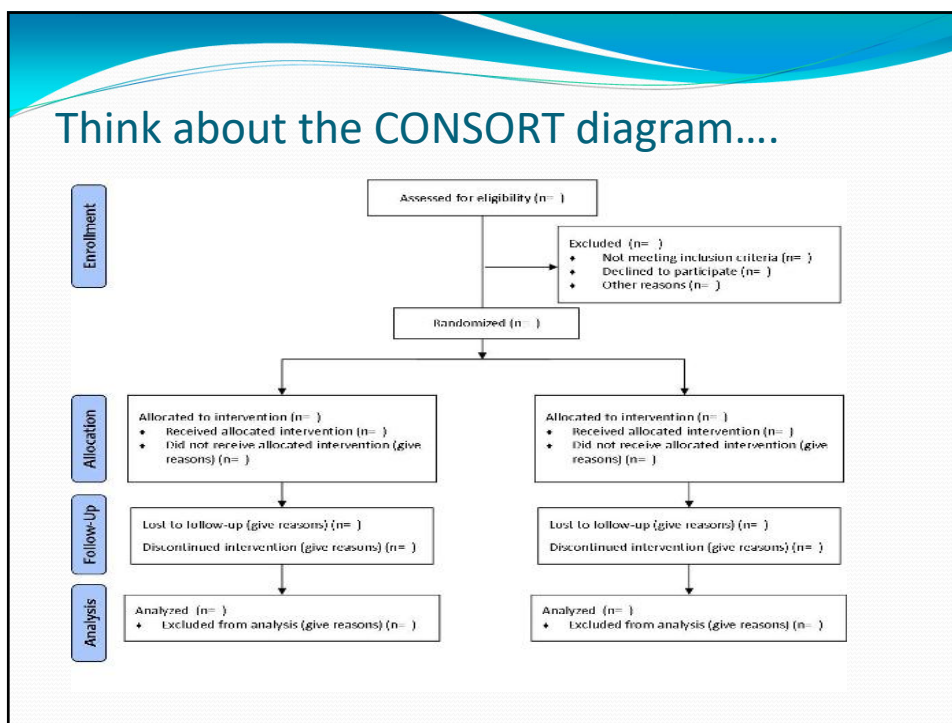 Think about the CONSORT diagram....
Enrollment
Assessed for eligibility (n= )
Excluded (n= )
♦ Not meeting inclusion criteria (n= )
♦ Declined to participate (n= )
♦ Other reasons (n= )
Randomized (n= )
Allocation
Allocated to intervention (n= )
♦ Received allocated intervention (n= )
♦ Did not receive allocated intervention (give
reasons) (n= )
Allocated to intervention (n= )
♦ Received allocated intervention (n= )
♦ Did not receive allocated intervention (give
reasons) (n= )
Follow-Up
Lost to follow-up (give reasons) (n= )
Discontinued intervention (give reasons) (n= )
Lost to follow-up (give reasons) (n= )
Discontinued intervention (give reasons) (n= )
Analysis
Analyzed (n= )
♦ Excluded from analysis (give reasons) (n= )
Analyzed (n= )
♦ Excluded from analysis (give reasons) (n= )